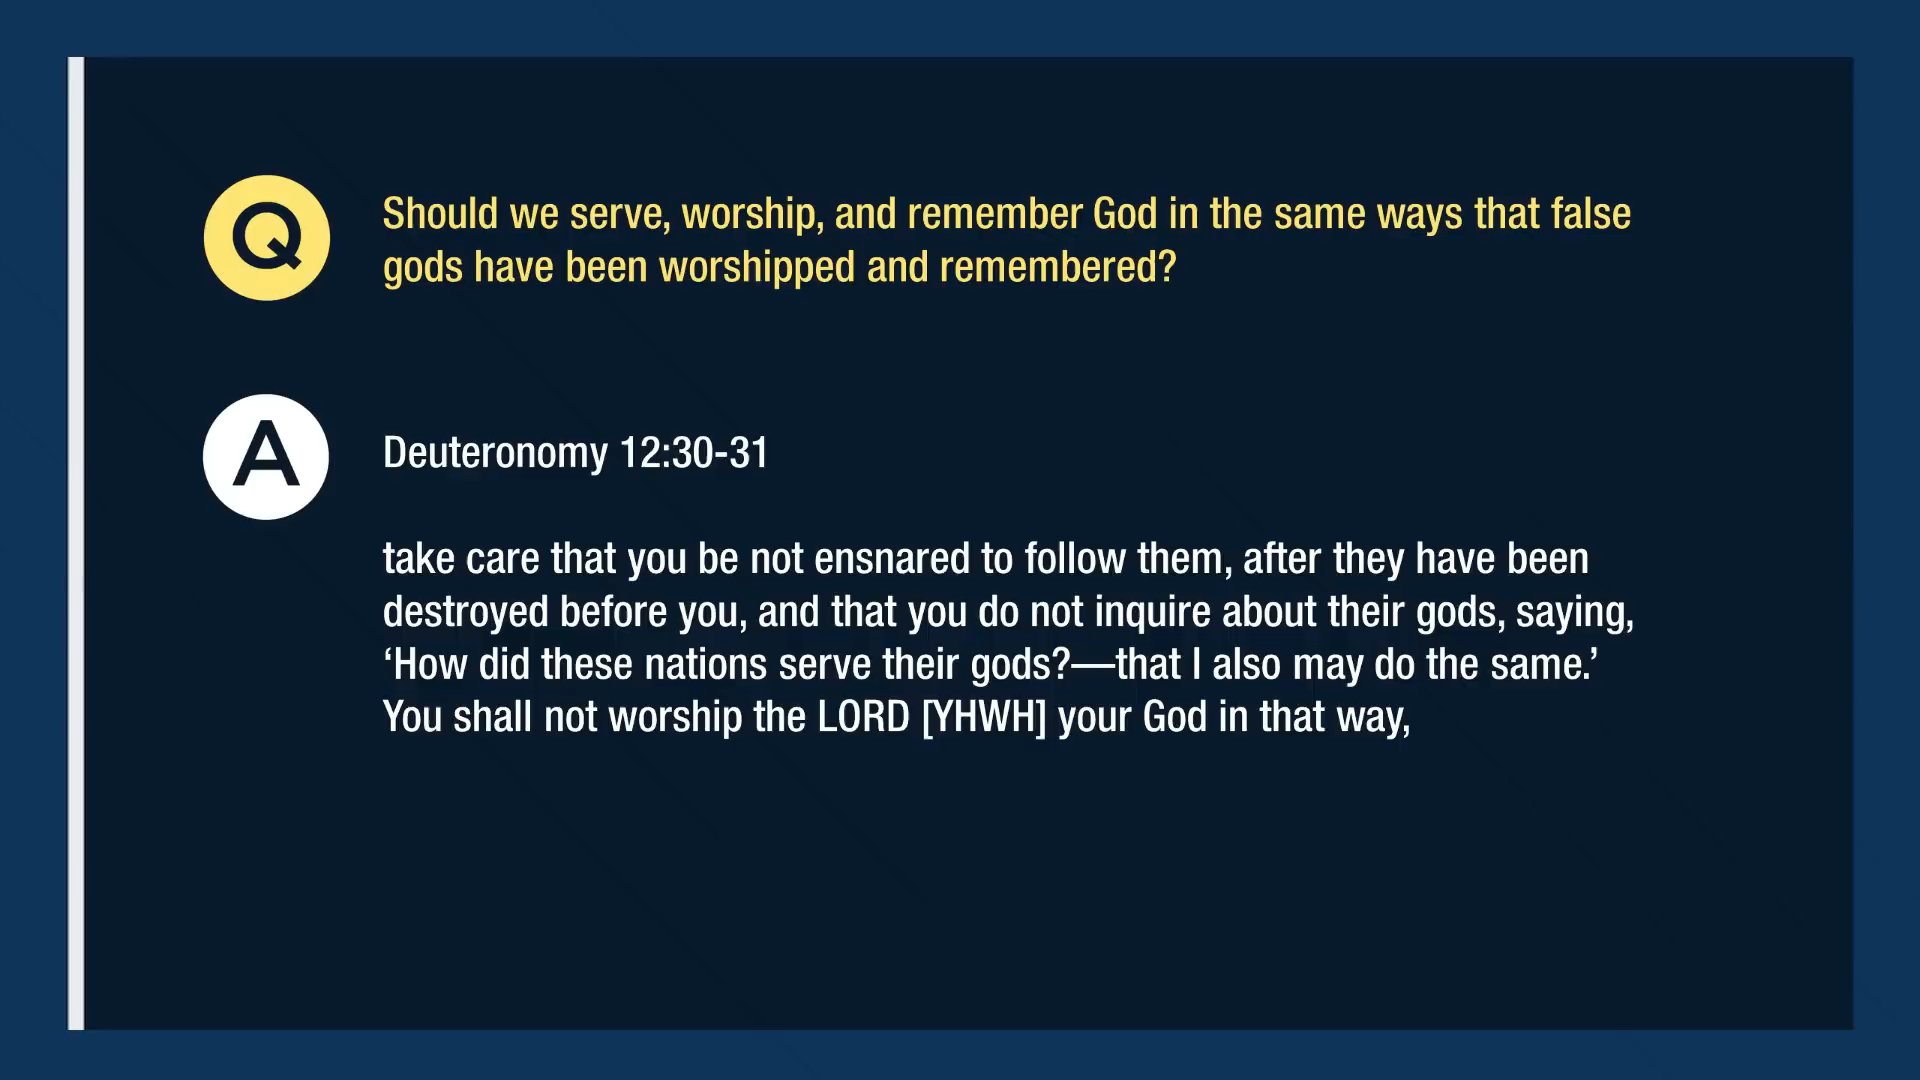 Q
Should we serve, worship, and remember God in the same ways that false
gods have been worshipped and remembered?
A
Deuteronomy 12:30-31
take care that you be not ensnared to follow them, after they have been
destroyed before you, and that you do not inquire about their gods, saying,
‘How did these nations serve their gods?—that I also may do the same.’
You shall not worship the LORD [YHWH] your God in that way,